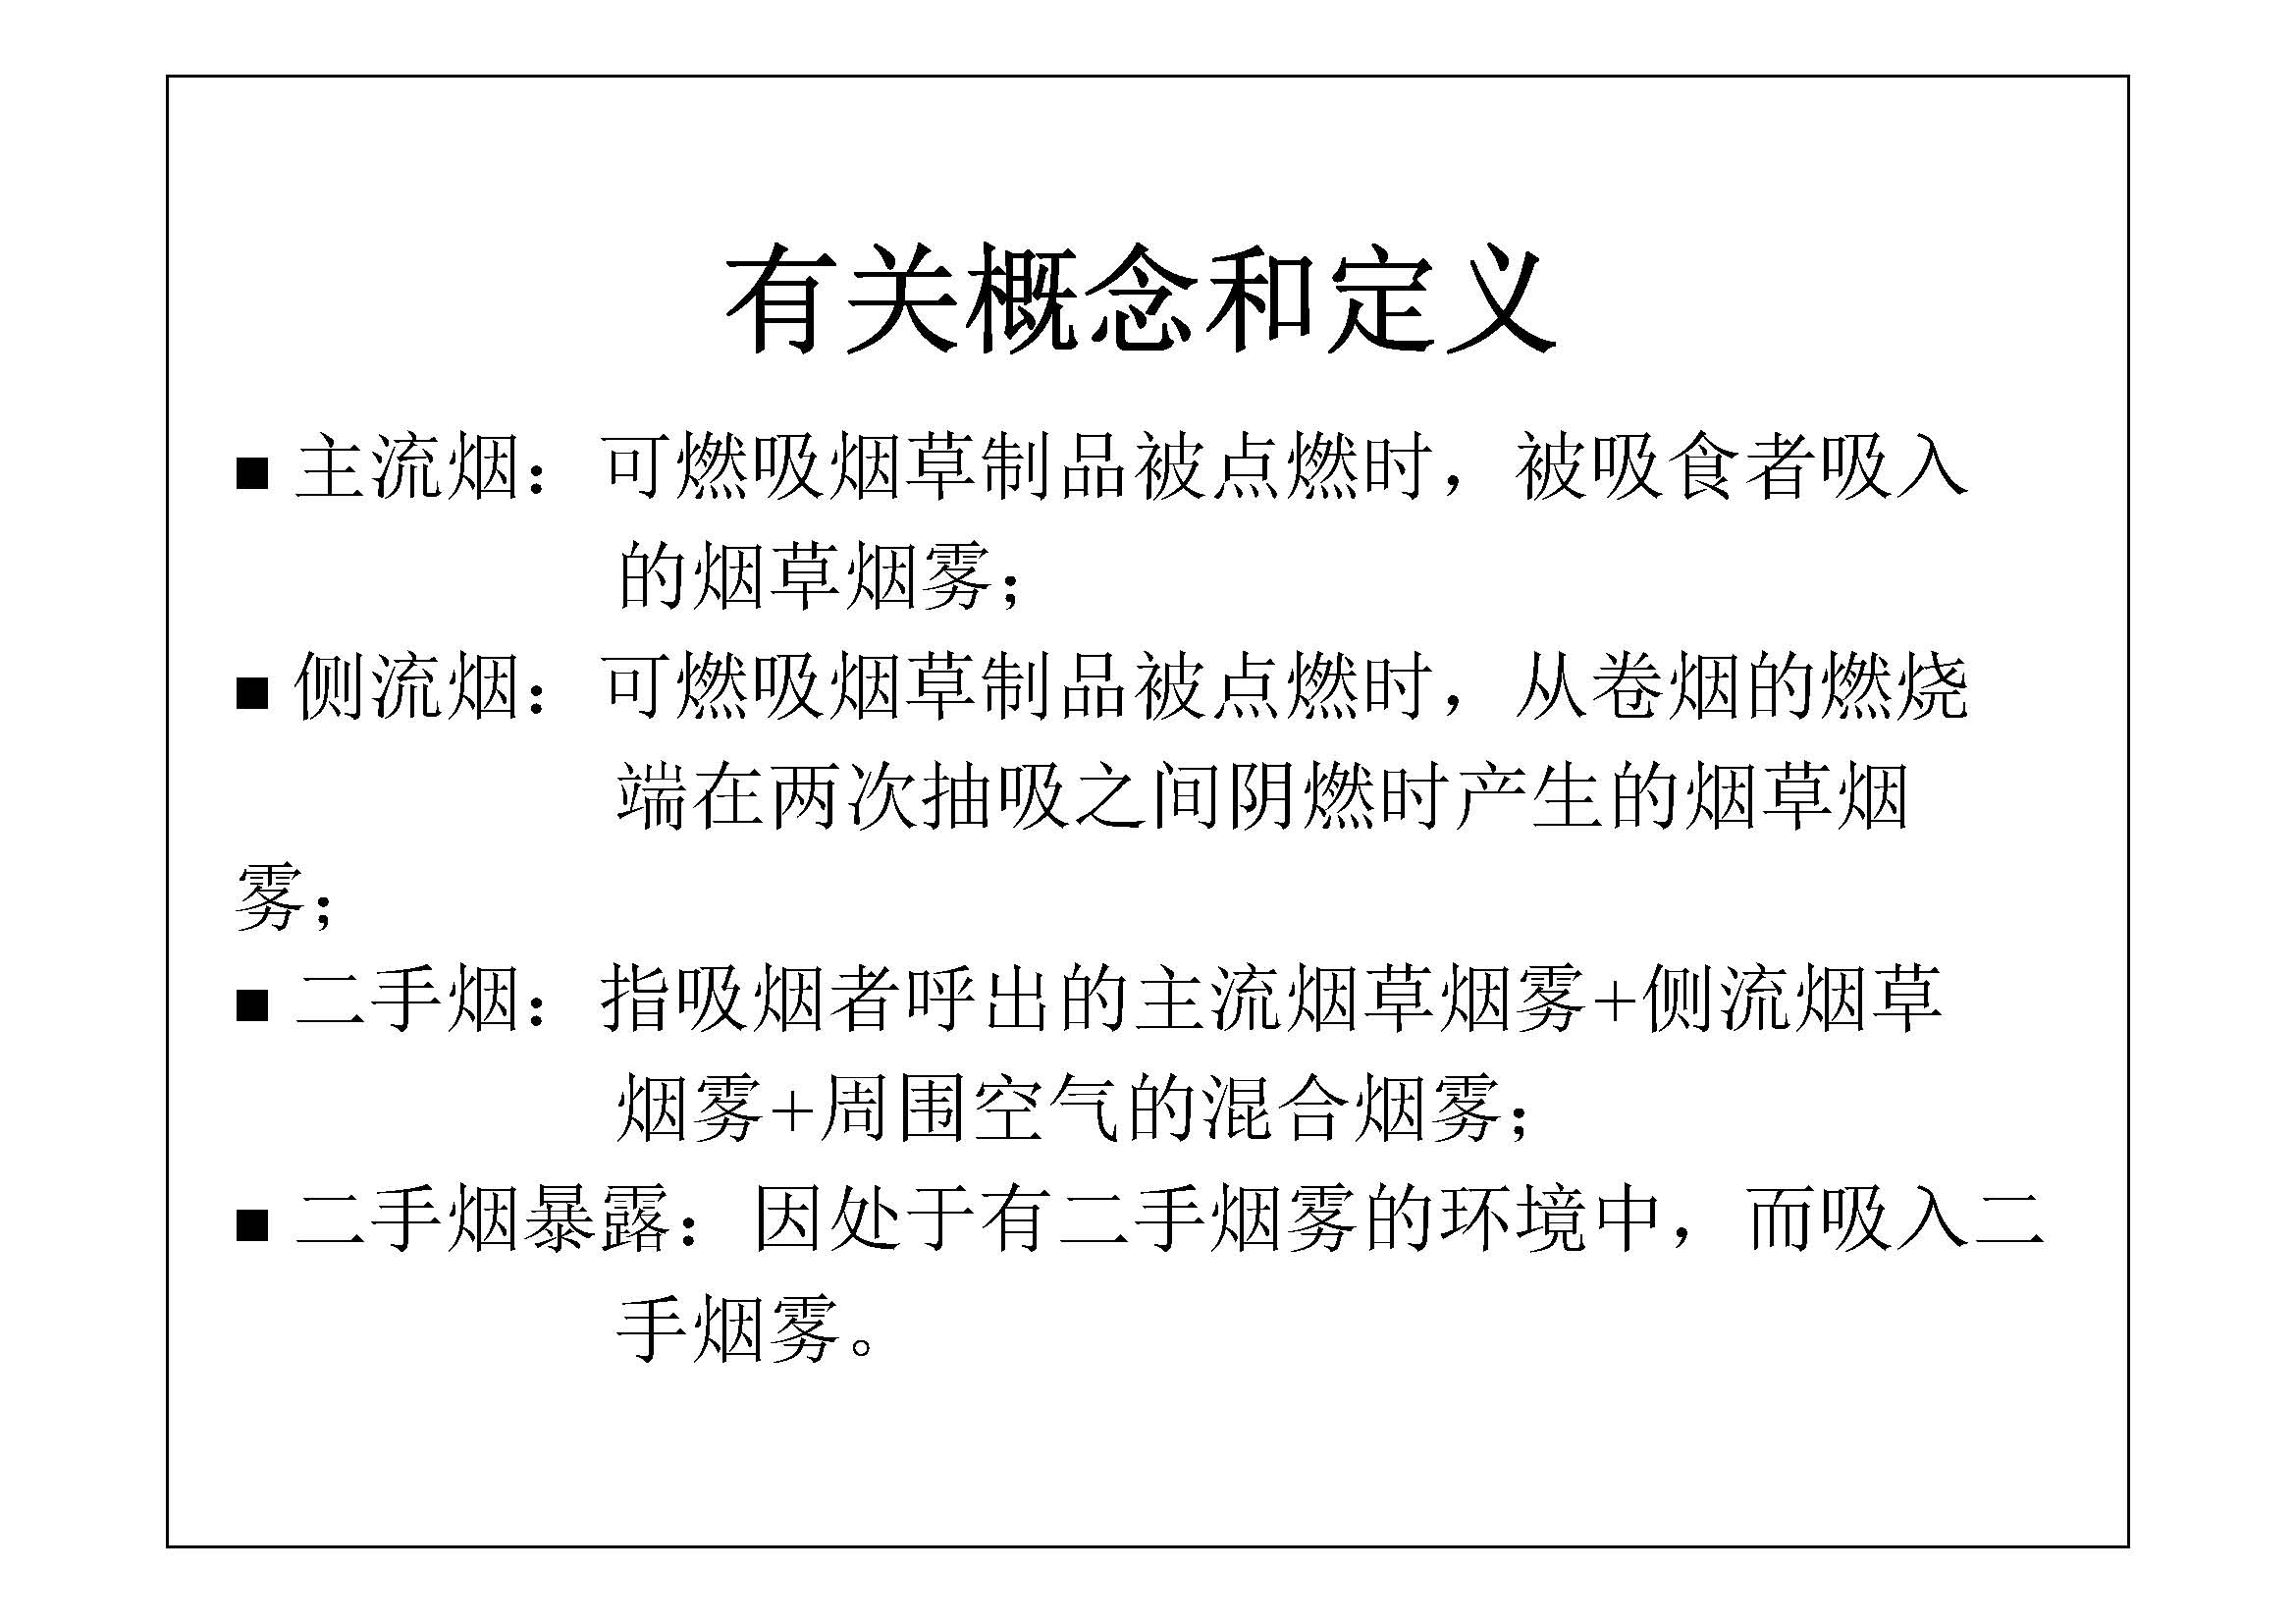 有关概念和定义
■ 主流烟：可燃吸烟草制品被点燃时，被吸食者吸入
的烟草烟雾；
■ 侧流烟：可燃吸烟草制品被点燃时，从卷烟的燃烧
端在两次抽吸之间阴燃时产生的烟草烟
雾；
■ 二手烟：指吸烟者呼出的主流烟草烟雾+侧流烟草
烟雾+周围空气的混合烟雾；
■ 二手烟暴露：因处于有二手烟雾的环境中，而吸入二
手烟雾。